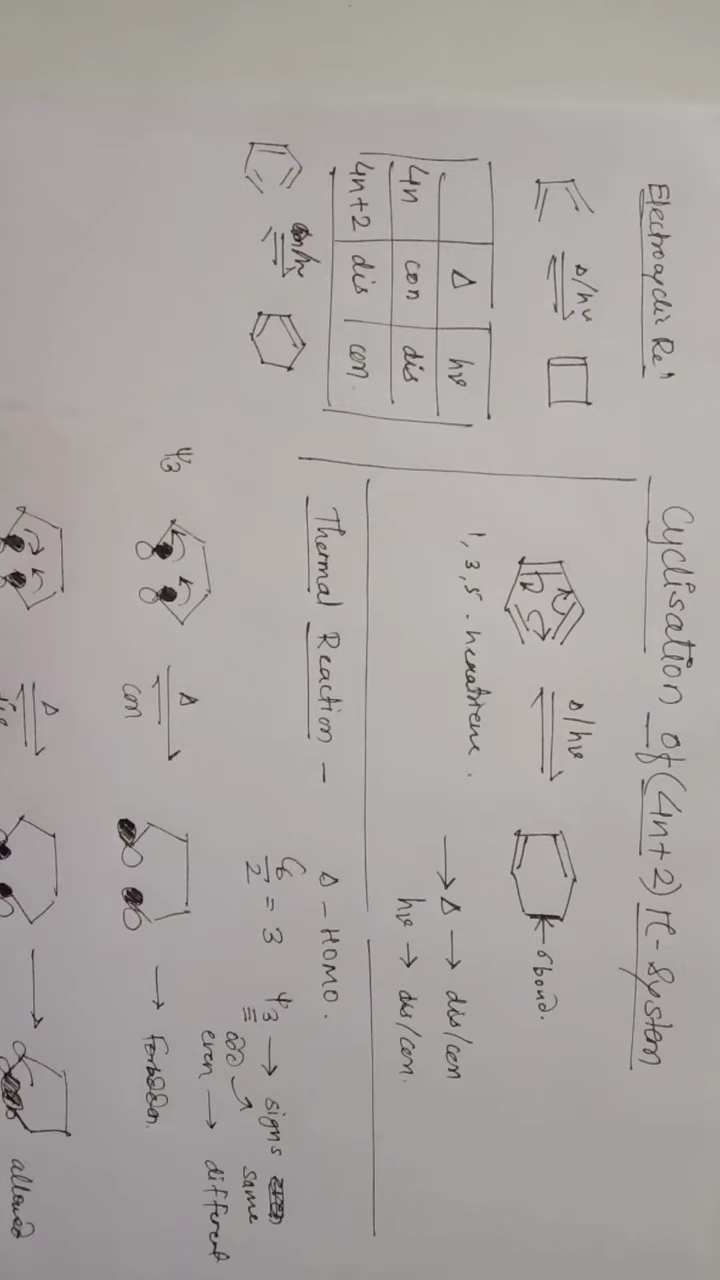 Electrocyclic Reⁿ
Δ/hν
Δ hν
4n con dis
4n+2 dis con.
Cyclisation of (4n+2) π-System
Δ/hν
σ bond.
1,3,5-hexatriene.
→ Δ → dis/con
hν → dis/con.
Thermal Reaction -
Δ - HOMO.
6/2 = 3 ψ3 → signs
same
odd
even → different
ψ3
Δ
con
→ Forbidden.
Δ
→ allowed